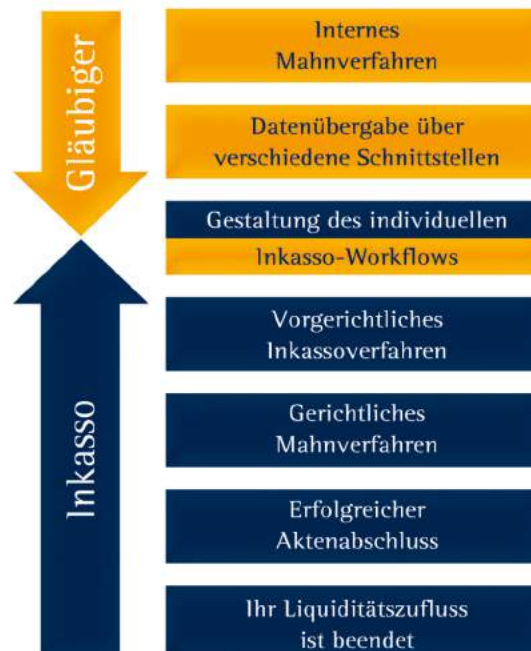 Gläubiger
Internes
Mahnverfahren
Datenübergabe über
verschiedene Schnittstellen
Gestaltung des individuellen
Inkasso-Workflows
Inkasso
Vorgerichtliches
Inkassoverfahren
Gerichtliches
Mahnverfahren
Erfolgreicher
Aktenabschluss
Ihr Liquiditätszufluss
ist beendet